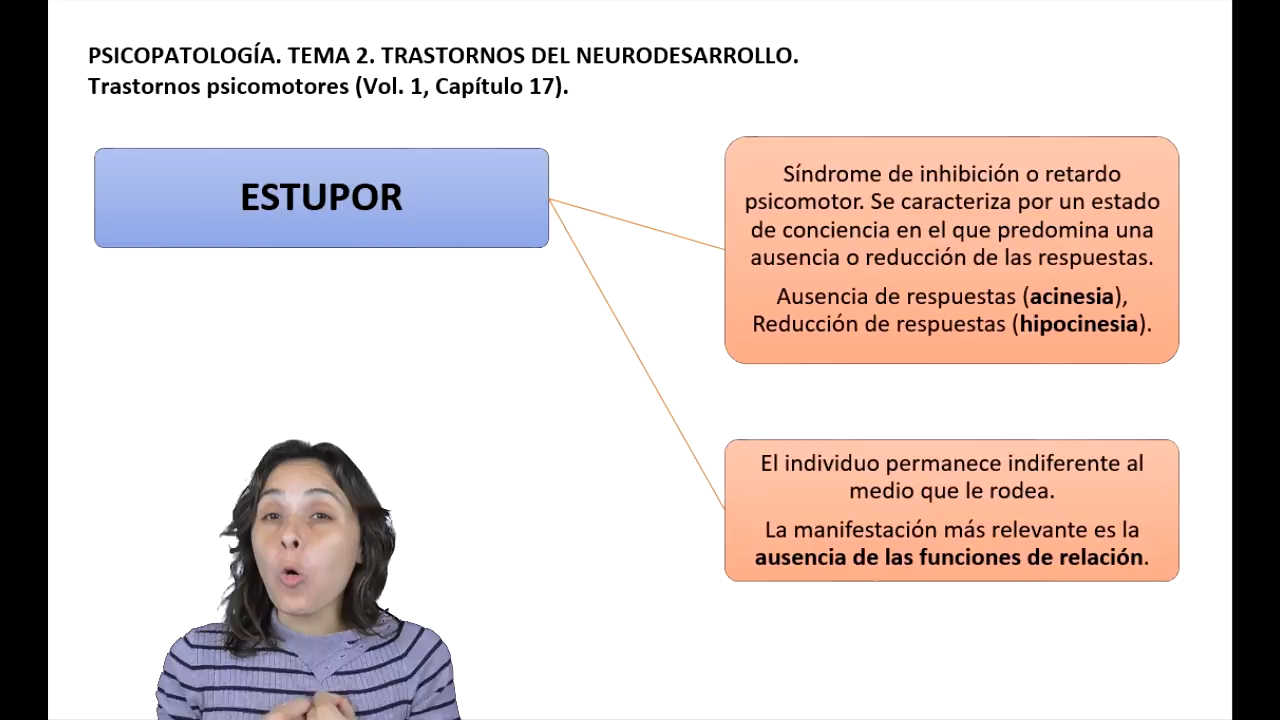 PSICOPATOLOGÍA. TEMA 2. TRASTORNOS DEL NEURODESARROLLO.
Trastornos psicomotores (Vol. 1, Capítulo 17).
ESTUPOR
Síndrome de inhibición o retardo
psicomotor. Se caracteriza por un estado
de conciencia en el que predomina una
ausencia o reducción de las respuestas.
Ausencia de respuestas (acinesia),
Reducción de respuestas (hipocinesia).
El individuo permanece indiferente al
medio que le rodea.
La manifestación más relevante es la
ausencia de las funciones de relación.